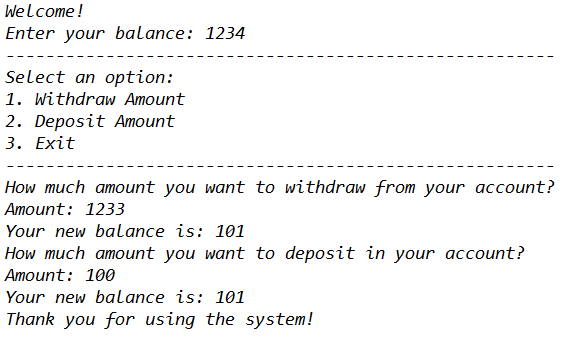 Welcome!
Enter your balance: 1234
-------------------------------------------------------
Select an option:
1. Withdraw Amount
2. Deposit Amount
3. Exit
-------------------------------------------------------
How much amount you want to withdraw from your account?
Amount: 1233
Your new balance is: 101
How much amount you want to deposit in your account?
Amount: 100
Your new balance is: 101
Thank you for using the system!